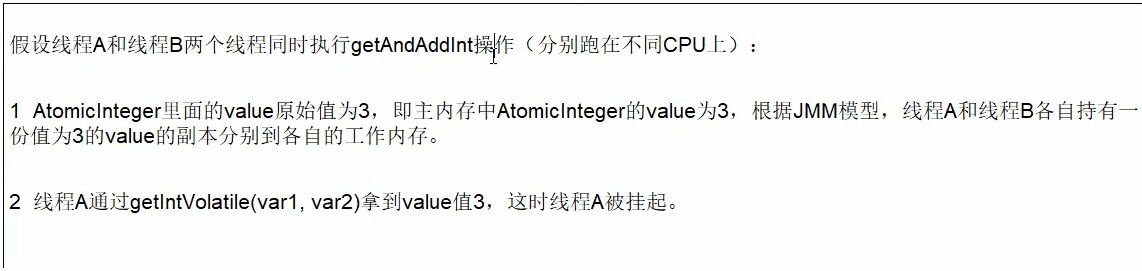 假设线程A和线程B两个线程同时执行getAndAddInt操作（分别跑在不同CPU上）：
1 AtomicInteger里面的value原始值为3，即主内存中AtomicInteger的value为3，根据JMM模型，线程A和线程B各自持有一
份值为3的value的副本分别到各自的工作内存。
2 线程A通过getIntVolatile(var1, var2)拿到value值3，这时线程A被挂起。